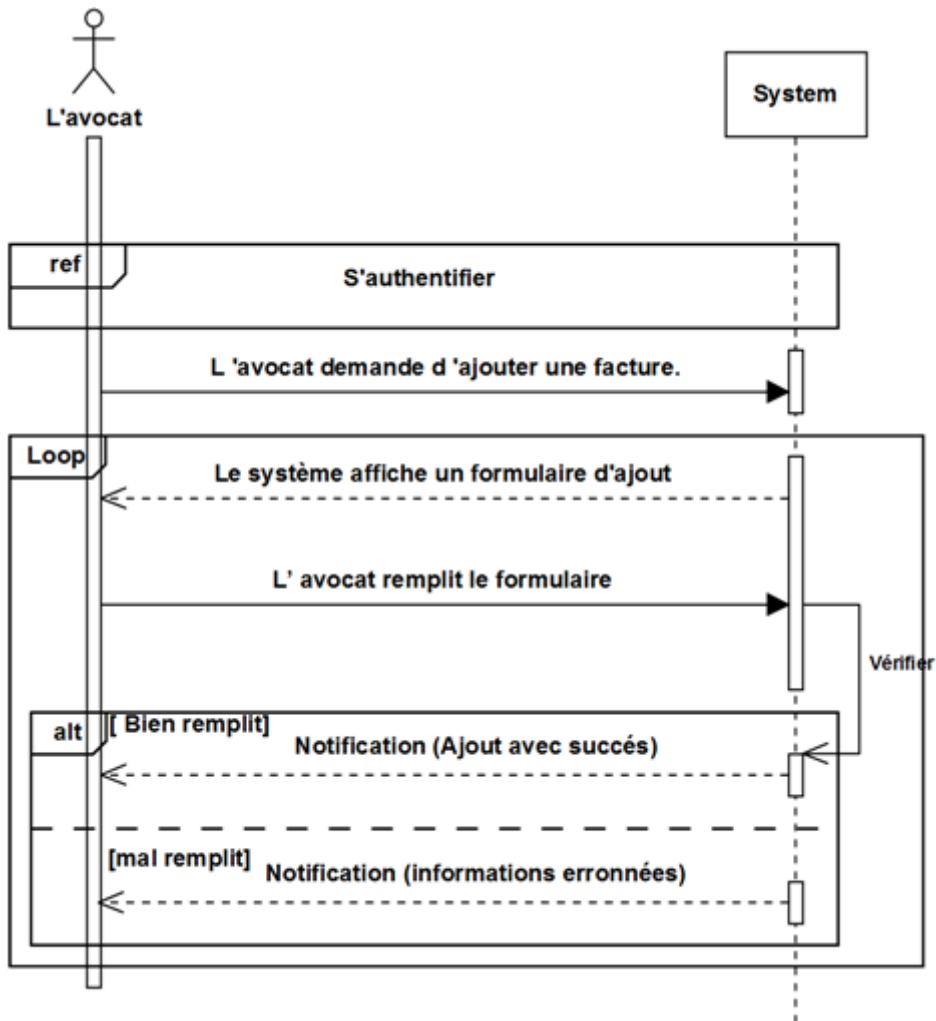 L'avocat
System
ref
S'authentifier
L 'avocat demande d 'ajouter une facture.
Loop
Le système affiche un formulaire d'ajout
L' avocat remplit le formulaire
Vérifier
alt
[ Bien remplit]
Notification (Ajout avec succés)
[mal remplit]
Notification (informations erronnées)